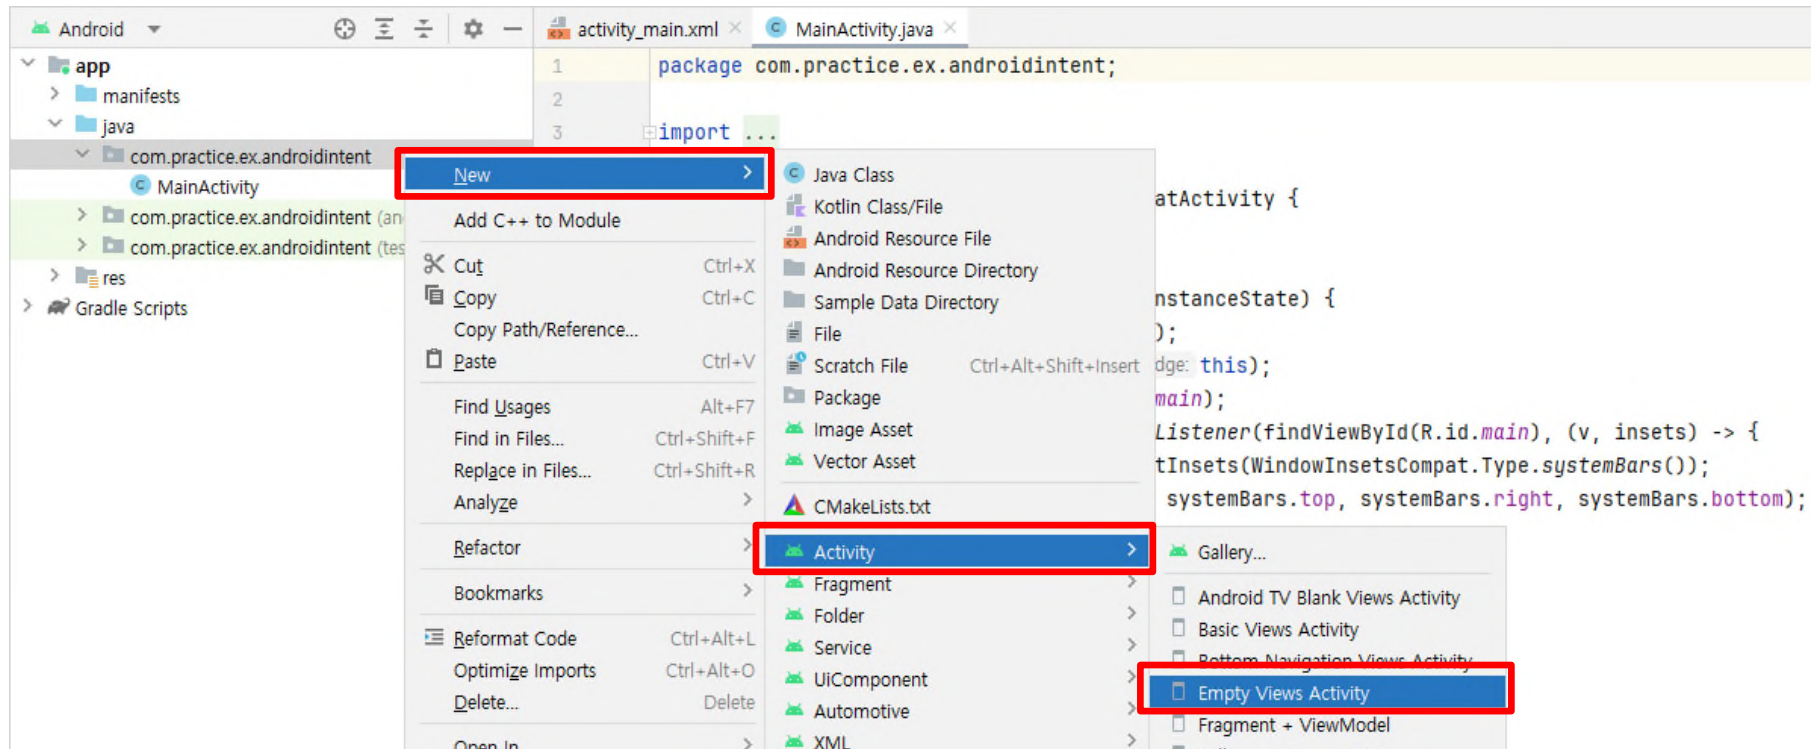 Android
activity_main.xml
MainActivity.java
app
manifests
java
com.practice.ex.androidintent
MainActivity
com.practice.ex.androidintent (an
com.practice.ex.androidintent (tes
res
Gradle Scripts
1 package com.practice.ex.androidintent;
2
3 import ...
atActivity {
nstanceState) {
);
dge: this);
main);
Listener(findViewById(R.id.main), (v, insets) -> {
tInsets(WindowInsetsCompat.Type.systemBars());
systemBars.top, systemBars.right, systemBars.bottom);
New
Add C++ to Module
Cut Ctrl+X
Copy Ctrl+C
Copy Path/Reference...
Paste Ctrl+V
Find Usages Alt+F7
Find in Files... Ctrl+Shift+F
Replace in Files... Ctrl+Shift+R
Analyze
Refactor
Bookmarks
Reformat Code Ctrl+Alt+L
Optimize Imports Ctrl+Alt+O
Delete... Delete
Open In
Java Class
Kotlin Class/File
Android Resource File
Android Resource Directory
Sample Data Directory
File
Scratch File Ctrl+Alt+Shift+Insert
Package
Image Asset
Vector Asset
CMakeLists.txt
Activity
Fragment
Folder
Service
UiComponent
Automotive
XML
Gallery...
Android TV Blank Views Activity
Basic Views Activity
Bottom Navigation Views Activity
Empty Views Activity
Fragment + ViewModel